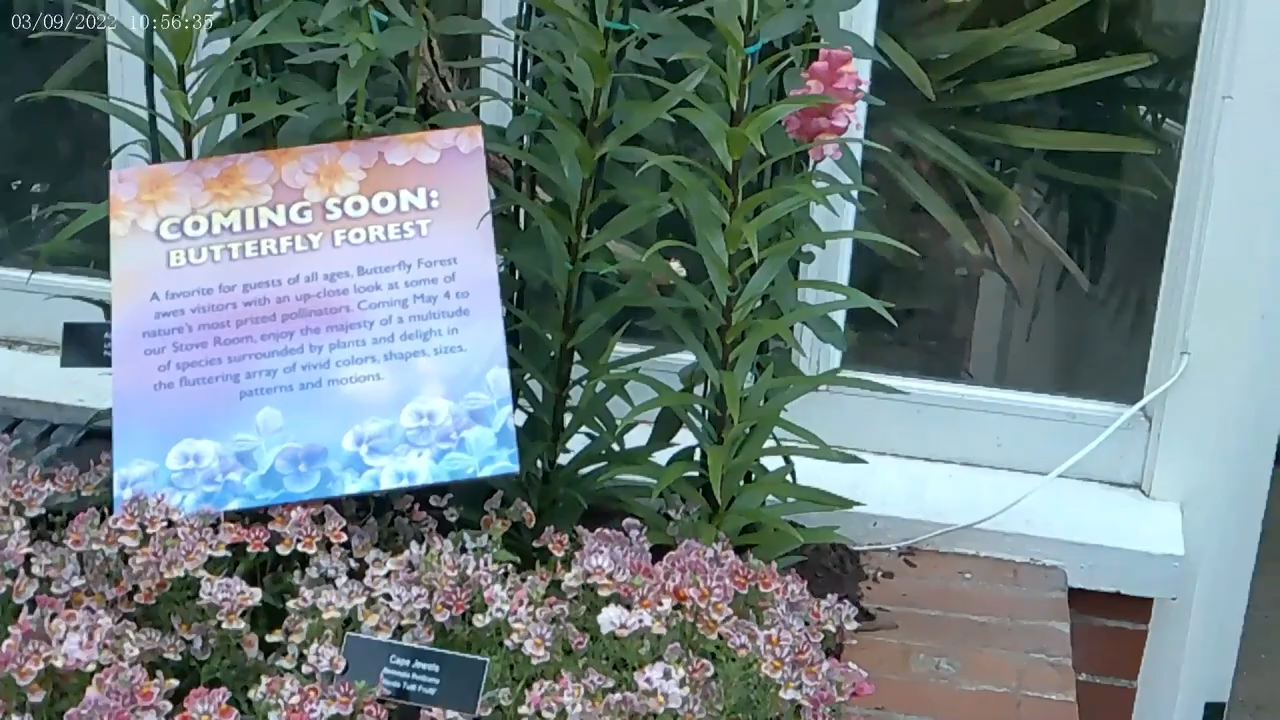 03/09/2022 10:56:35
COMING SOON:
BUTTERFLY FOREST
A favorite for guests of all ages, Butterfly Forest
awes visitors with an up-close look at some of
nature's most prized pollinators. Coming May 4 to
our Stove Room, enjoy the majesty of a multitude
of species surrounded by plants and delight in
the fluttering array of vivid colors, shapes, sizes,
patterns and motions.
Cape Jewels